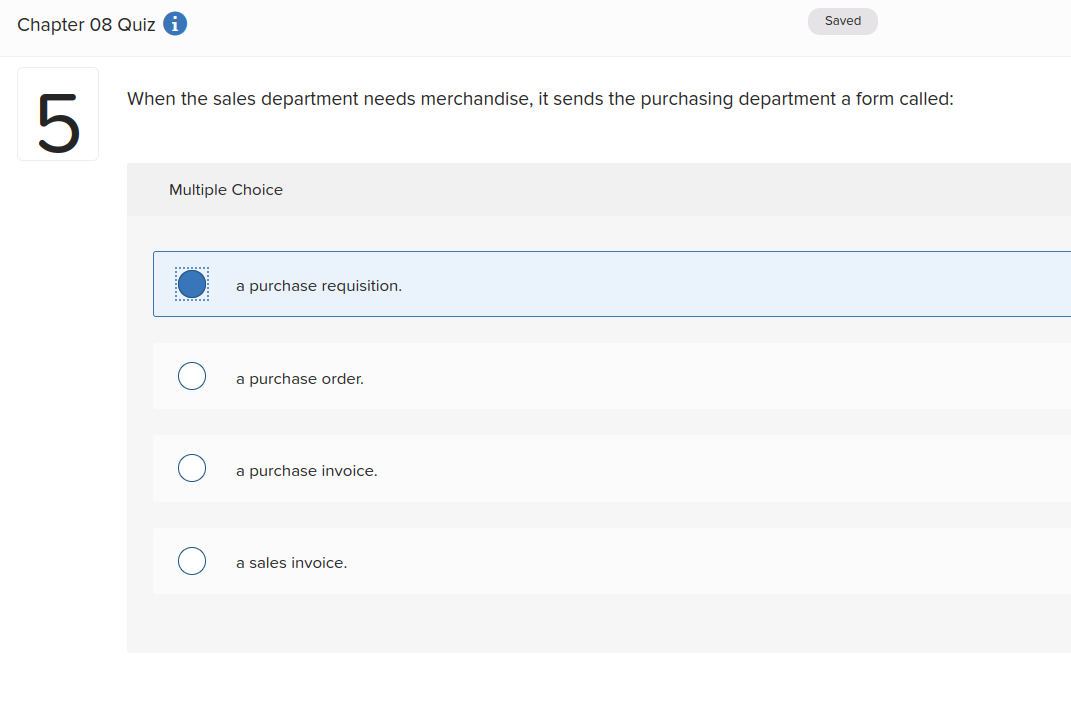 Chapter 08 Quiz i
Saved
5
When the sales department needs merchandise, it sends the purchasing department a form called:
Multiple Choice
a purchase requisition.
a purchase order.
a purchase invoice.
a sales invoice.